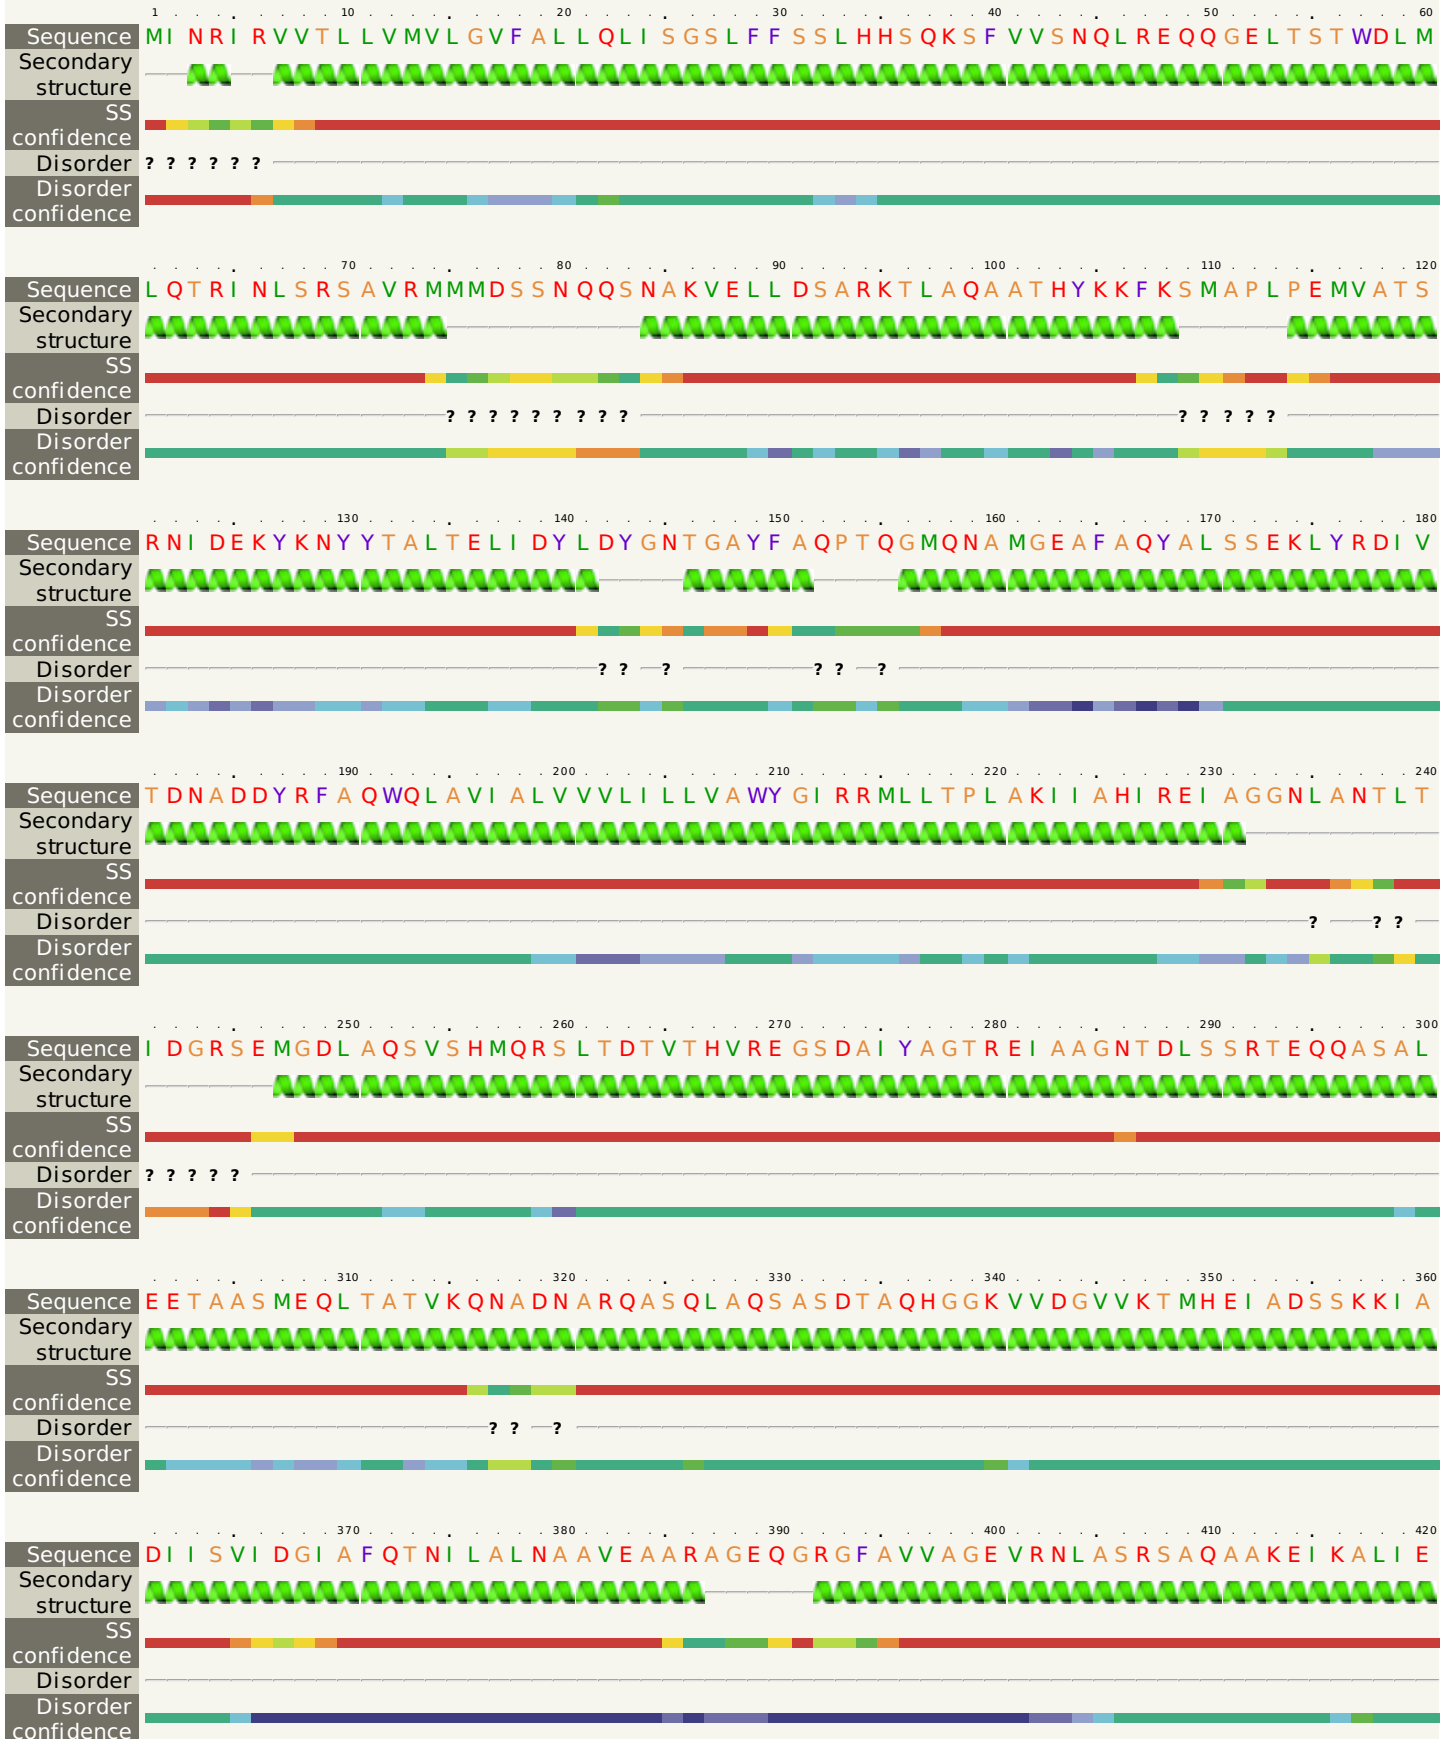 1 10 20 30 40 50 60
Sequence MINRIRVVTLLVMVLGVFALLQLISGSLFFSSLHHSQKSFVVSNQLREQQGELTSTWDLM
Secondary
structure
SS
confidence
Disorder ? ? ? ? ? ?
Disorder
confidence
70 80 90 100 110 120
Sequence LQTRINLSRSAVRMMMDSSNQQSNAKVELLDSARKTLAQAATHYKKFKSMAPLPEMVATS
Secondary
structure
SS
confidence
Disorder ? ? ? ? ? ? ? ? ? ? ? ? ? ?
Disorder
confidence
130 140 150 160 170 180
Sequence RNIDEKYKNYYTALTELIDYLDYGNTGAYFAQPTQGMQNAMGEAFAQYALSSEKLYRDIV
Secondary
structure
SS
confidence
Disorder ? ? ? ? ? ?
Disorder
confidence
190 200 210 220 230 240
Sequence TDNADDYRFAQWQLAVIALVVVLILLVAWYGIRRMLLTPLAKIIAHIREIAGGNLANTLT
Secondary
structure
SS
confidence
Disorder ? ? ?
Disorder
confidence
250 260 270 280 290 300
Sequence IDGRSEMGDLAQSVSHMQRSLTDTVTHVREGSDAIYAGTREIAAGNTDLSSRTEQQASAL
Secondary
structure
SS
confidence
Disorder ? ? ? ? ?
Disorder
confidence
310 320 330 340 350 360
Sequence EETAASMEQLTATVKQNADNARQASQLAQSASDTAQHGGKVVDGVVKTMHEIADSSKKIA
Secondary
structure
SS
confidence
Disorder ? ? ?
Disorder
confidence
370 380 390 400 410 420
Sequence DIISVIDGIAFQTNILALNAAVEAARAGEQGRGFAVVAGEVRNLASRSAQAAKEIKALIE
Secondary
structure
SS
confidence
Disorder
Disorder
confidence